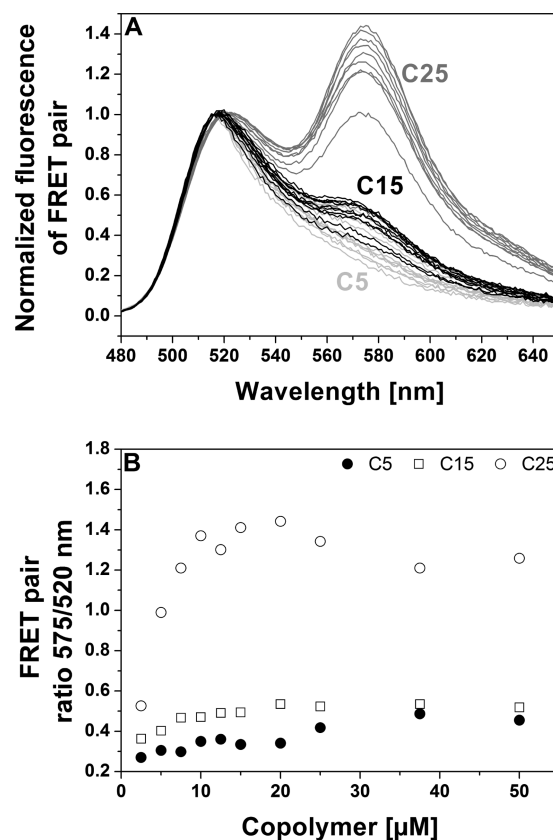 A
1.4
1.2
1.0
0.8
0.6
0.4
0.2
0.0
C25
C15
C5
Normalized fluorescence
of FRET pair
480 500 520 540 560 580 600 620 640
Wavelength [nm]
B
C5 C15 C25
1.8
1.6
1.4
1.2
1.0
0.8
0.6
0.4
0.2
FRET pair
ratio 575/520 nm
0 10 20 30 40 50
Copolymer [µM]